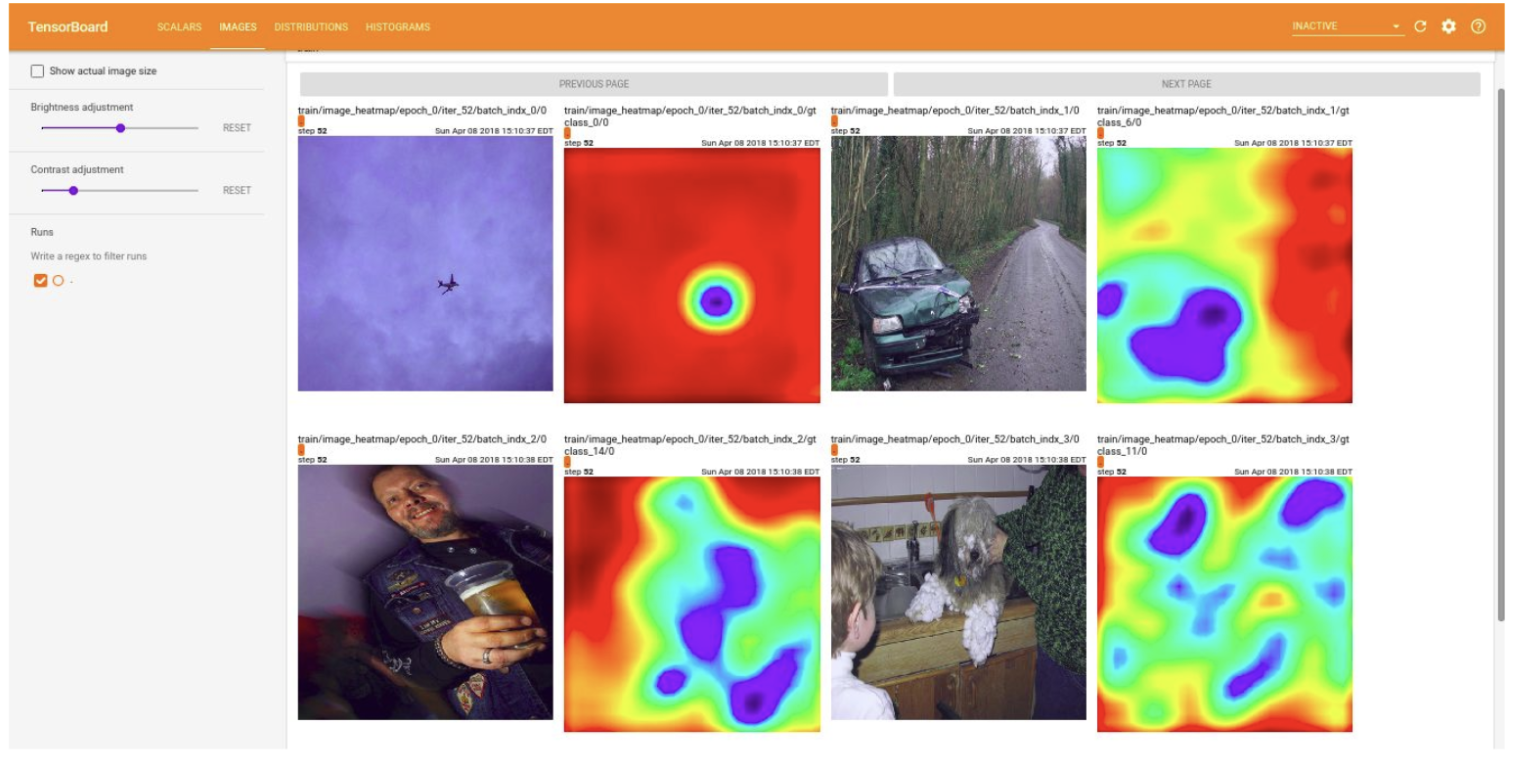 TensorBoard SCALARS IMAGES DISTRIBUTIONS HISTOGRAMS INACTIVE
Show actual image size
Brightness adjustment
RESET
Contrast adjustment
RESET
Runs
Write a regex to filter runs
PREVIOUS PAGE NEXT PAGE
train/image_heatmap/epoch_0/iter_52/batch_indx_0/0
step 52 Sun Apr 08 2018 15:10:37 EDT
train/image_heatmap/epoch_0/iter_52/batch_indx_0/gt
class_0/0
step 52 Sun Apr 08 2018 15:10:37 EDT
train/image_heatmap/epoch_0/iter_52/batch_indx_1/0
step 52 Sun Apr 08 2018 15:10:37 EDT
train/image_heatmap/epoch_0/iter_52/batch_indx_1/gt
class_6/0
step 52 Sun Apr 08 2018 15:10:37 EDT
train/image_heatmap/epoch_0/iter_52/batch_indx_2/0
step 52 Sun Apr 08 2018 15:10:38 EDT
train/image_heatmap/epoch_0/iter_52/batch_indx_2/gt
class_14/0
step 52 Sun Apr 08 2018 15:10:38 EDT
train/image_heatmap/epoch_0/iter_52/batch_indx_3/0
step 52 Sun Apr 08 2018 15:10:38 EDT
train/image_heatmap/epoch_0/iter_52/batch_indx_3/gt
class_11/0
step 52 Sun Apr 08 2018 15:10:38 EDT